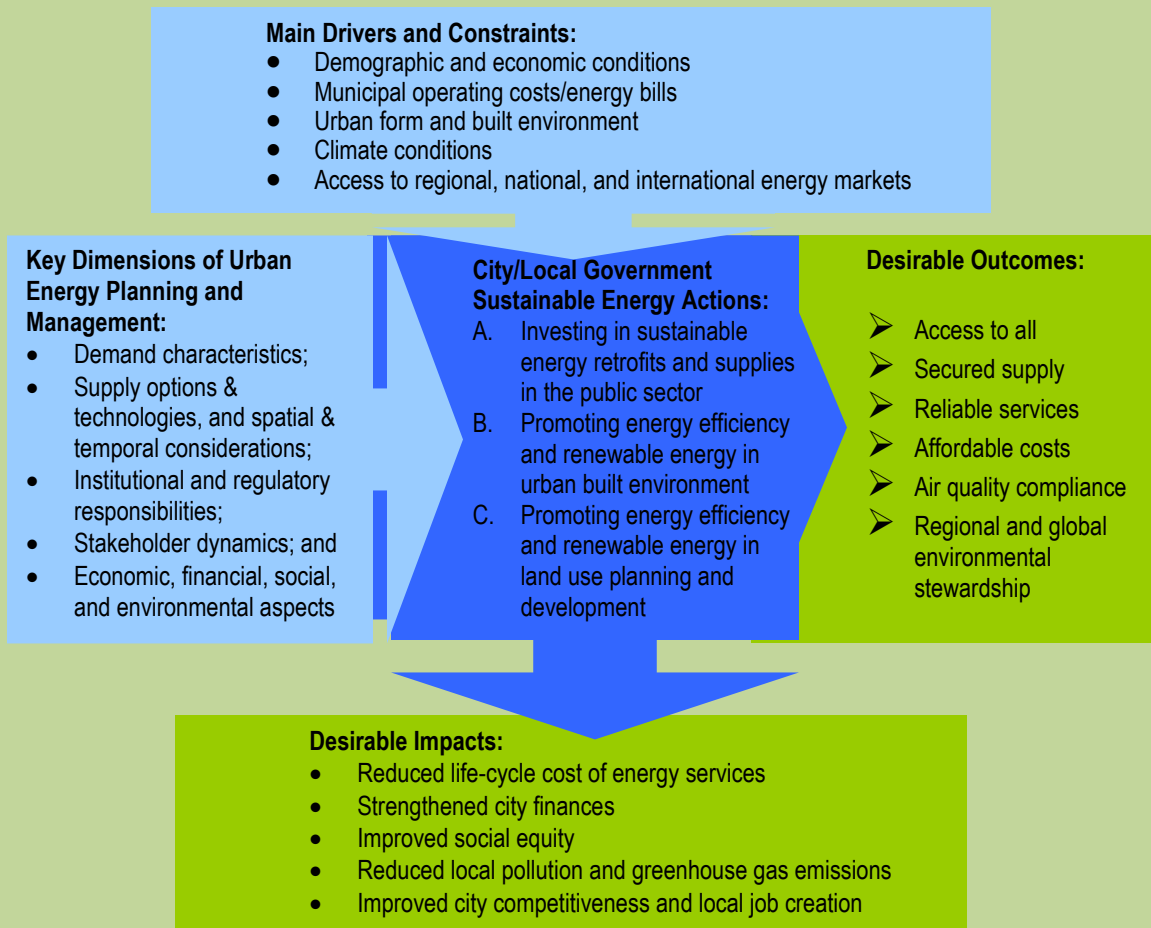 Main Drivers and Constraints:
• Demographic and economic conditions
• Municipal operating costs/energy bills
• Urban form and built environment
• Climate conditions
• Access to regional, national, and international energy markets
Key Dimensions of Urban
Energy Planning and
Management:
• Demand characteristics;
• Supply options &
technologies, and spatial &
temporal considerations;
• Institutional and regulatory
responsibilities;
• Stakeholder dynamics; and
• Economic, financial, social,
and environmental aspects
City/Local Government
Sustainable Energy Actions:
A. Investing in sustainable
energy retrofits and supplies
in the public sector
B. Promoting energy efficiency
and renewable energy in
urban built environment
C. Promoting energy efficiency
and renewable energy in
land use planning and
development
Desirable Outcomes:
➢ Access to all
➢ Secured supply
➢ Reliable services
➢ Affordable costs
➢ Air quality compliance
➢ Regional and global
environmental
stewardship
Desirable Impacts:
• Reduced life-cycle cost of energy services
• Strengthened city finances
• Improved social equity
• Reduced local pollution and greenhouse gas emissions
• Improved city competitiveness and local job creation